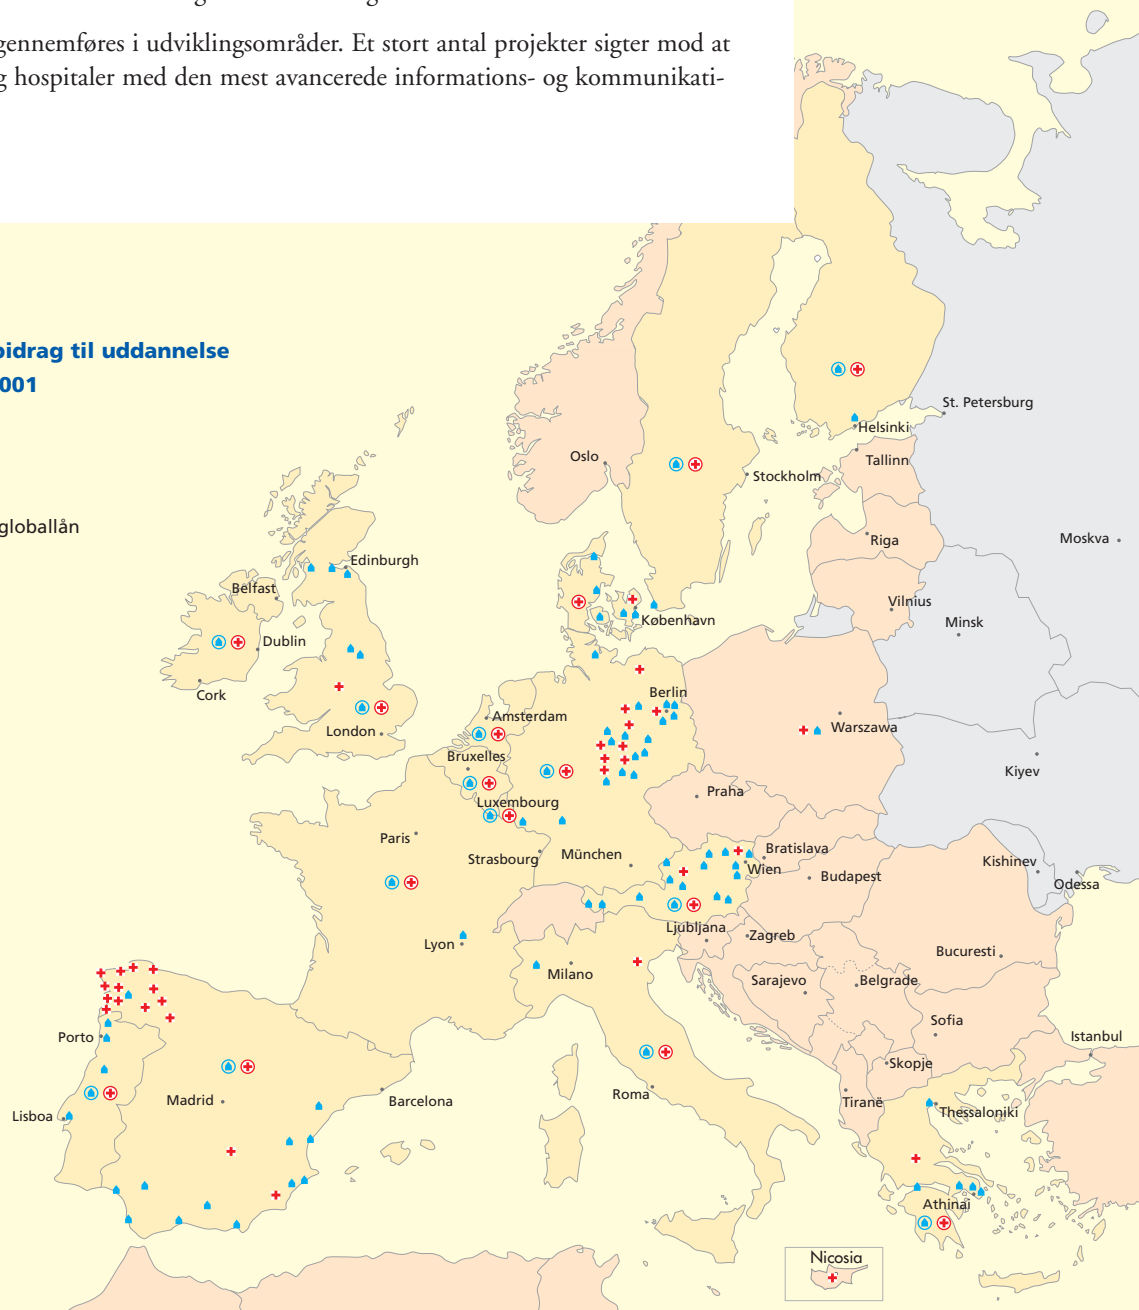 gennemføres i udviklingsområder. Et stort antal projekter sigter mod at
hospitaler med den mest avancerede informations- og kommunikati-
til uddannelse
001
globallån
St. Petersburg
Helsinki
Tallinn
Oslo
Stockholm
Riga
Moskva
Edinburgh
Belfast
Vilnius
Minsk
København
Dublin
Cork
Berlin
Amsterdam
London
Warszawa
Bruxelles
Kiyev
Praha
Luxembourg
Paris
Strasbourg
München
Bratislava
Wien
Budapest
Kishinev
Odessa
Ljubljana
Zagreb
Lyon
Milano
Bucuresti
Sarajevo
Belgrade
Sofia
Porto
Istanbul
Skopje
Madrid
Barcelona
Roma
Tiranë
Thessaloniki
Lisboa
Athinai
Nicosia